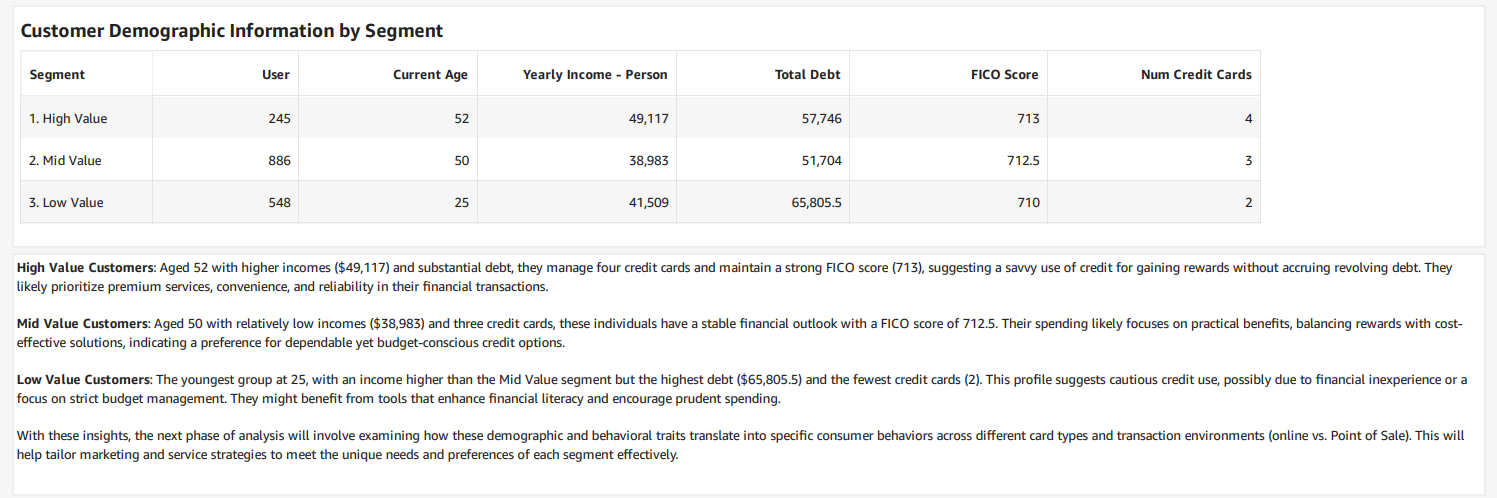 Customer Demographic Information by Segment
Segment User Current Age Yearly Income - Person Total Debt FICO Score Num Credit Cards
1. High Value 245 52 49,117 57,746 713 4
2. Mid Value 886 50 38,983 51,704 712.5 3
3. Low Value 548 25 41,509 65,805.5 710 2
High Value Customers: Aged 52 with higher incomes ($49,117) and substantial debt, they manage four credit cards and maintain a strong FICO score (713), suggesting a savvy use of credit for gaining rewards without accruing revolving debt. They
likely prioritize premium services, convenience, and reliability in their financial transactions.
Mid Value Customers: Aged 50 with relatively low incomes ($38,983) and three credit cards, these individuals have a stable financial outlook with a FICO score of 712.5. Their spending likely focuses on practical benefits, balancing rewards with cost-
effective solutions, indicating a preference for dependable yet budget-conscious credit options.
Low Value Customers: The youngest group at 25, with an income higher than the Mid Value segment but the highest debt ($65,805.5) and the fewest credit cards (2). This profile suggests cautious credit use, possibly due to financial inexperience or a
focus on strict budget management. They might benefit from tools that enhance financial literacy and encourage prudent spending.
With these insights, the next phase of analysis will involve examining how these demographic and behavioral traits translate into specific consumer behaviors across different card types and transaction environments (online vs. Point of Sale). This will
help tailor marketing and service strategies to meet the unique needs and preferences of each segment effectively.